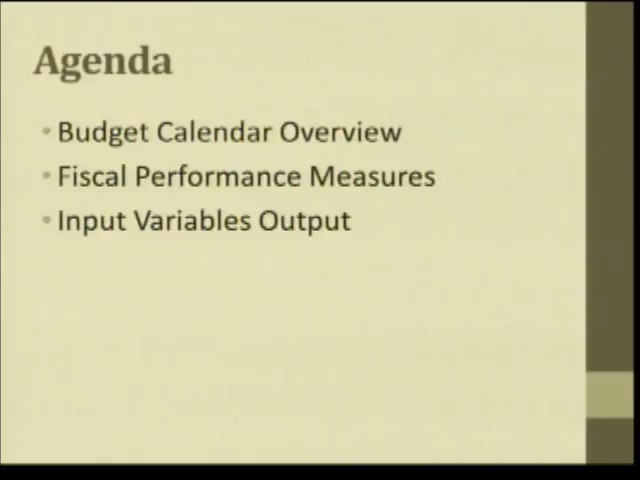 Agenda
• Budget Calendar Overview
• Fiscal Performance Measures
• Input Variables Output